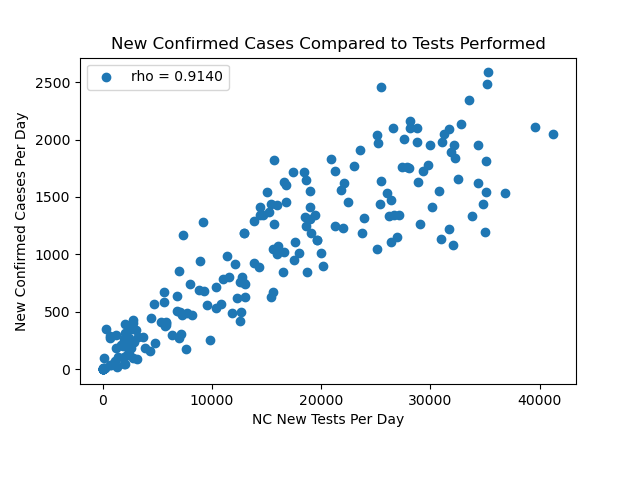 New Confirmed Cases Compared to Tests Performed
rho = 0.9140
New Confirmed Caeses Per Day
2500
2000
1500
1000
500
0
0 10000 20000 30000 40000
NC New Tests Per Day